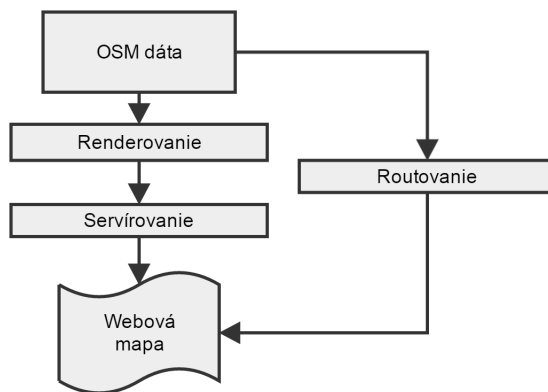 OSM dáta
Renderovanie
Routovanie
Servírovanie
Webová
mapa